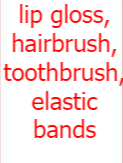 lip gloss,
hairbrush,
toothbrush,
elastic
bands